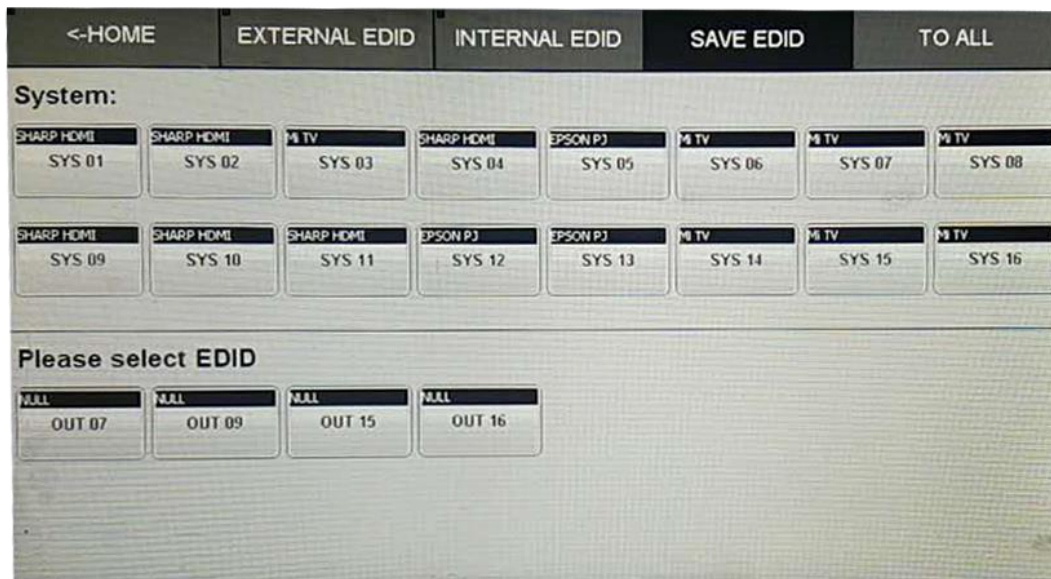 <-HOME EXTERNAL EDID INTERNAL EDID SAVE EDID TO ALL
System:
SHARP HDMI SHARP HDMI Mi TV SHARP HDMI EPSON PJ Mi TV Mi TV Mi TV
SYS 01 SYS 02 SYS 03 SYS 04 SYS 05 SYS 06 SYS 07 SYS 08
SHARP HDMI SHARP HDMI SHARP HDMI EPSON PJ EPSON PJ Mi TV Mi TV Mi TV
SYS 09 SYS 10 SYS 11 SYS 12 SYS 13 SYS 14 SYS 15 SYS 16
Please select EDID
NULL NULL NULL NULL
OUT 07 OUT 09 OUT 15 OUT 16